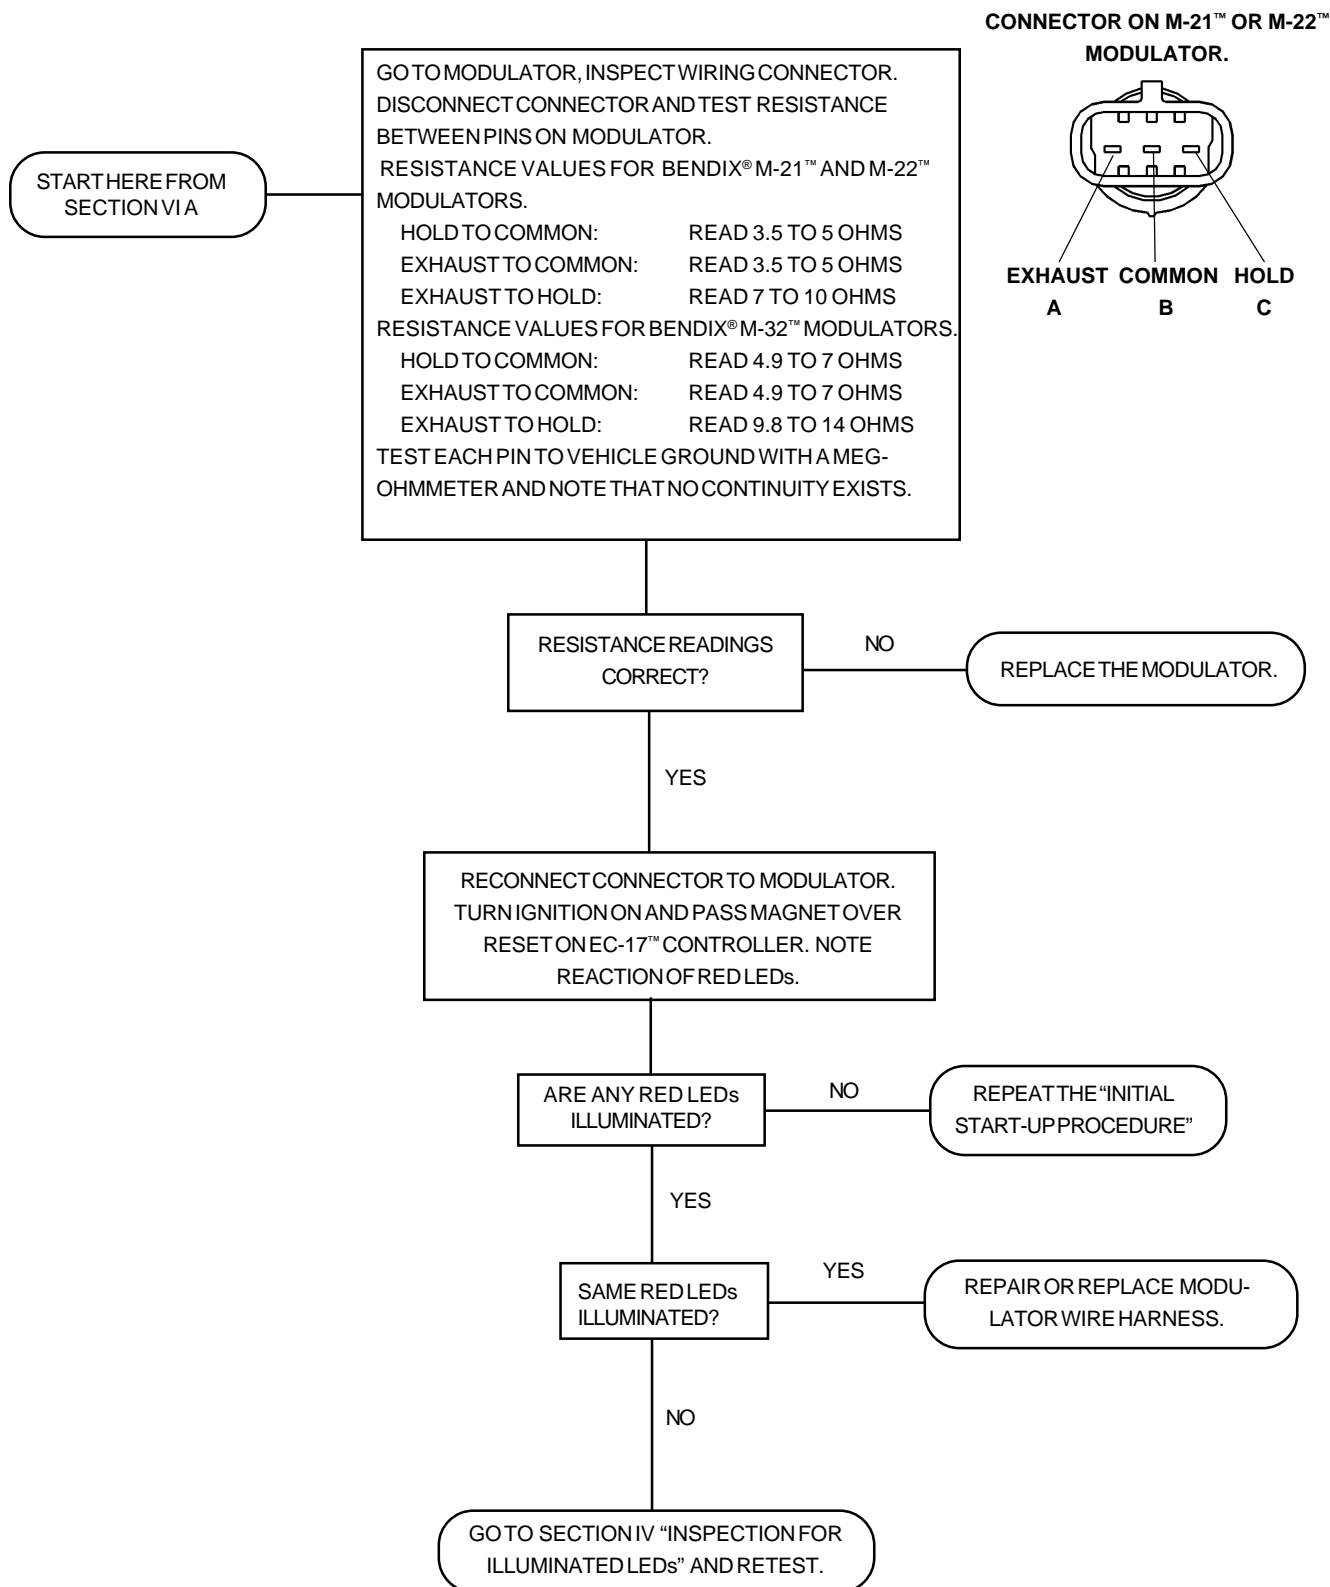 CONNECTOR ON M-21™ OR M-22™
MODULATOR.
EXHAUST COMMON HOLD
A B C
START HERE FROM
SECTION VI A
GO TO MODULATOR, INSPECT WIRING CONNECTOR.
DISCONNECT CONNECTOR AND TEST RESISTANCE
BETWEEN PINS ON MODULATOR.
RESISTANCE VALUES FOR BENDIX® M-21™ AND M-22™
MODULATORS.
HOLD TO COMMON: READ 3.5 TO 5 OHMS
EXHAUST TO COMMON: READ 3.5 TO 5 OHMS
EXHAUST TO HOLD: READ 7 TO 10 OHMS
RESISTANCE VALUES FOR BENDIX® M-32™ MODULATORS.
HOLD TO COMMON: READ 4.9 TO 7 OHMS
EXHAUST TO COMMON: READ 4.9 TO 7 OHMS
EXHAUST TO HOLD: READ 9.8 TO 14 OHMS
TEST EACH PIN TO VEHICLE GROUND WITH A MEG-
OHMMETER AND NOTE THAT NO CONTINUITY EXISTS.
RESISTANCE READINGS
CORRECT?
NO
REPLACE THE MODULATOR.
YES
RECONNECT CONNECTOR TO MODULATOR.
TURN IGNITION ON AND PASS MAGNET OVER
RESET ON EC-17™ CONTROLLER. NOTE
REACTION OF RED LEDs.
ARE ANY RED LEDs
ILLUMINATED?
NO
REPEAT THE “INITIAL
START-UP PROCEDURE”
YES
SAME RED LEDs
ILLUMINATED?
YES
REPAIR OR REPLACE MODU-
LATOR WIRE HARNESS.
NO
GO TO SECTION IV “INSPECTION FOR
ILLUMINATED LEDs” AND RETEST.